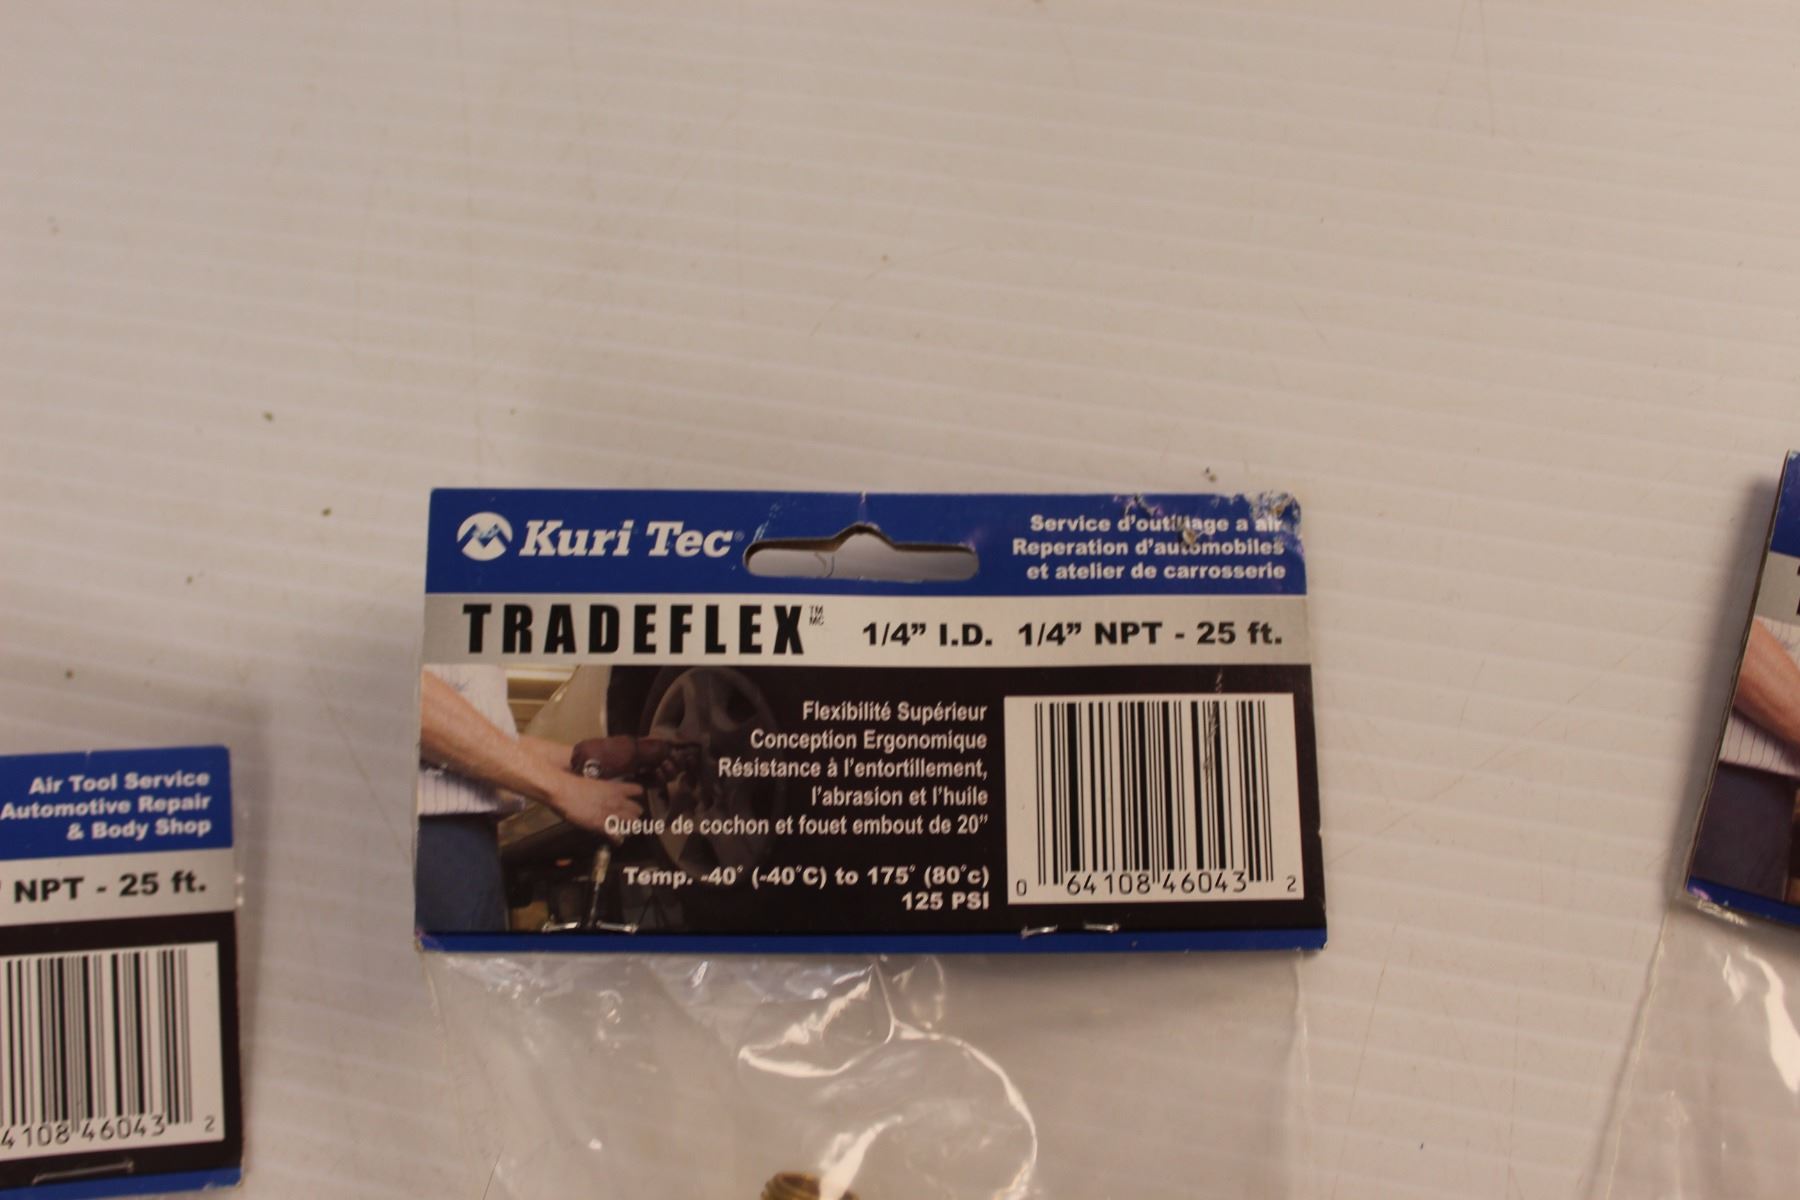 Kuri Tec
Service d'outillage a air
Reperation d'automobiles
et atelier de carrosserie
TRADEFLEX TM MC 1/4" I.D. 1/4" NPT - 25 ft.
Flexibilité Supérieur
Conception Ergonomique
Résistance à l'entortillement,
l'abrasion et l'huile
Queue de cochon et fouet embout de 20"
Temp. -40° (-40°C) to 175° (80°c)
125 PSI
0 64108 46043 2
Air Tool Service
Automotive Repair
& Body Shop
" NPT - 25 ft.
4108 46043 2